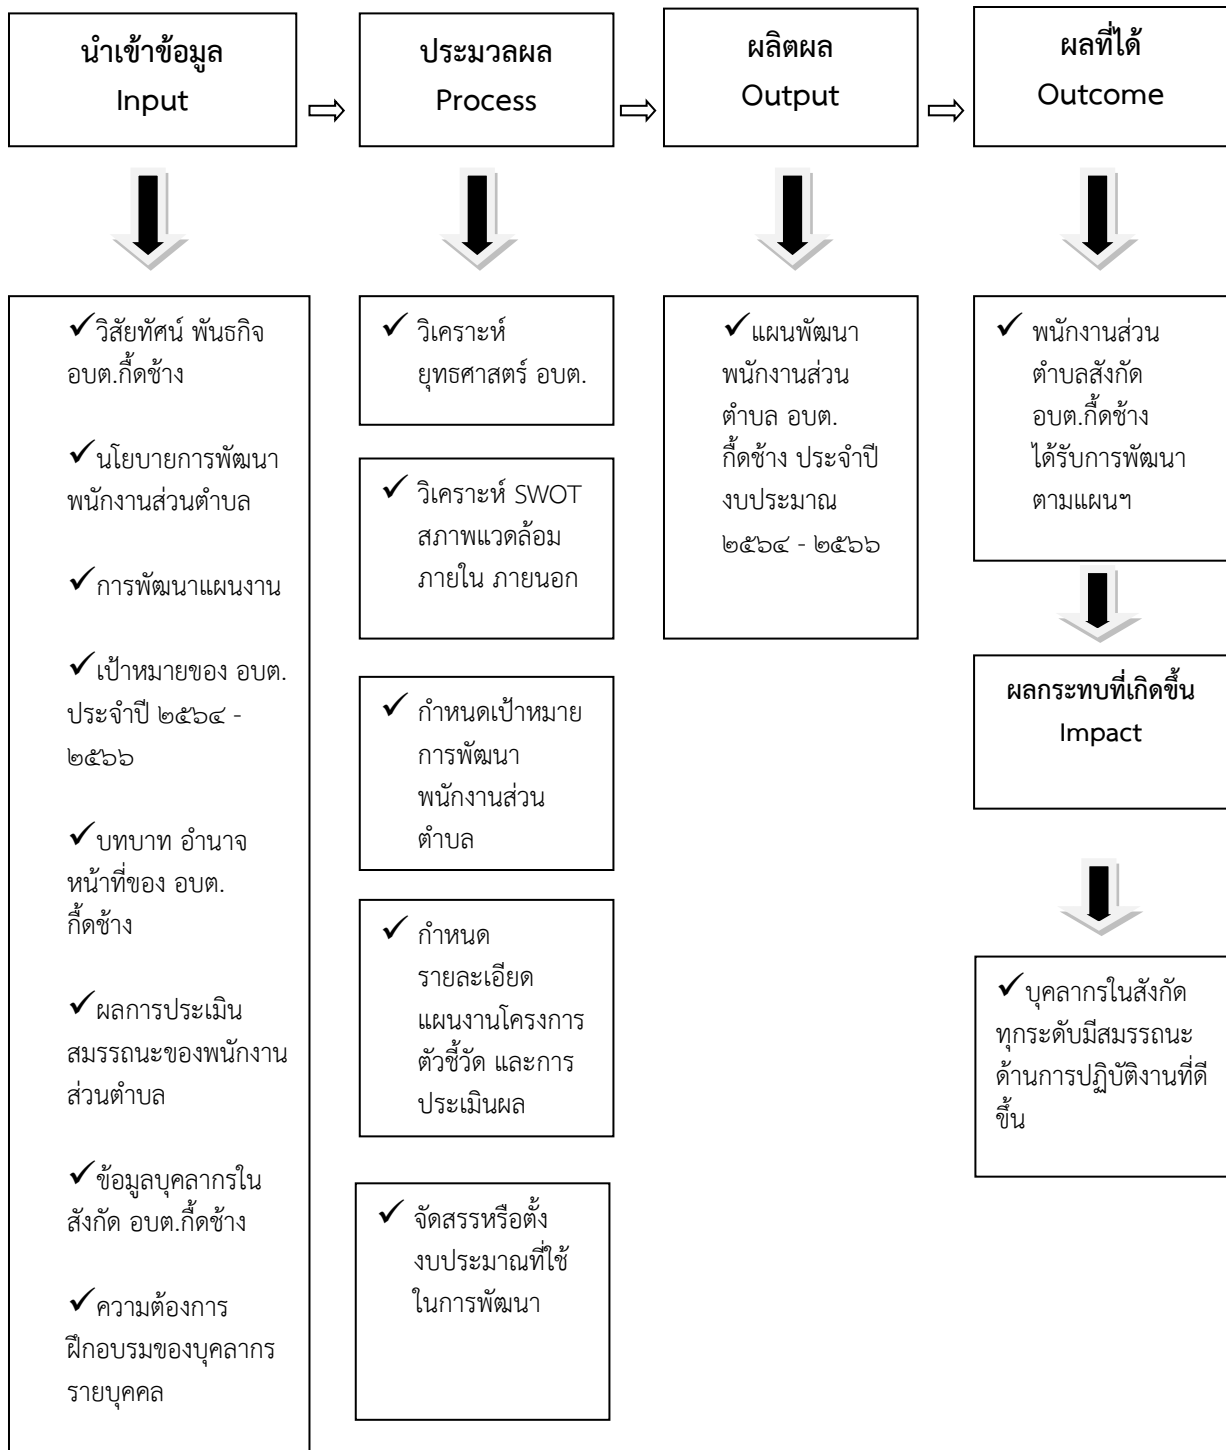 นำเข้าข้อมูล
Input
ประมวลผล
Process
ผลิตผล
Output
ผลที่ได้
Outcome
✓วิสัยทัศน์ พันธกิจ
อบต.กื้ดช้าง
✓นโยบายการพัฒนา
พนักงานส่วนตำบล
✓การพัฒนาแผนงาน
✓เป้าหมายของ อบต.
ประจำปี ๒๕๖๔ -
๒๕๖๖
✓บทบาท อำนาจ
หน้าที่ของ อบต.
กื้ดช้าง
✓ผลการประเมิน
สมรรถนะของพนักงาน
ส่วนตำบล
✓ข้อมูลบุคลากรใน
สังกัด อบต.กื้ดช้าง
✓ความต้องการ
ฝึกอบรมของบุคลากร
รายบุคคล
✓ วิเคราะห์
ยุทธศาสตร์ อบต.
✓ วิเคราะห์ SWOT
สภาพแวดล้อม
ภายใน ภายนอก
✓ กำหนดเป้าหมาย
การพัฒนา
พนักงานส่วน
ตำบล
✓ กำหนด
รายละเอียด
แผนงานโครงการ
ตัวชี้วัด และการ
ประเมินผล
✓ จัดสรรหรือตั้ง
งบประมาณที่ใช้
ในการพัฒนา
✓แผนพัฒนา
พนักงานส่วน
ตำบล อบต.
กื้ดช้าง ประจำปี
งบประมาณ
๒๕๖๔ - ๒๕๖๖
✓ พนักงานส่วน
ตำบลสังกัด
อบต.กื้ดช้าง
ได้รับการพัฒนา
ตามแผนฯ
ผลกระทบที่เกิดขึ้น
Impact
✓บุคลากรในสังกัด
ทุกระดับมีสมรรถนะ
ด้านการปฏิบัติงานที่ดี
ขึ้น